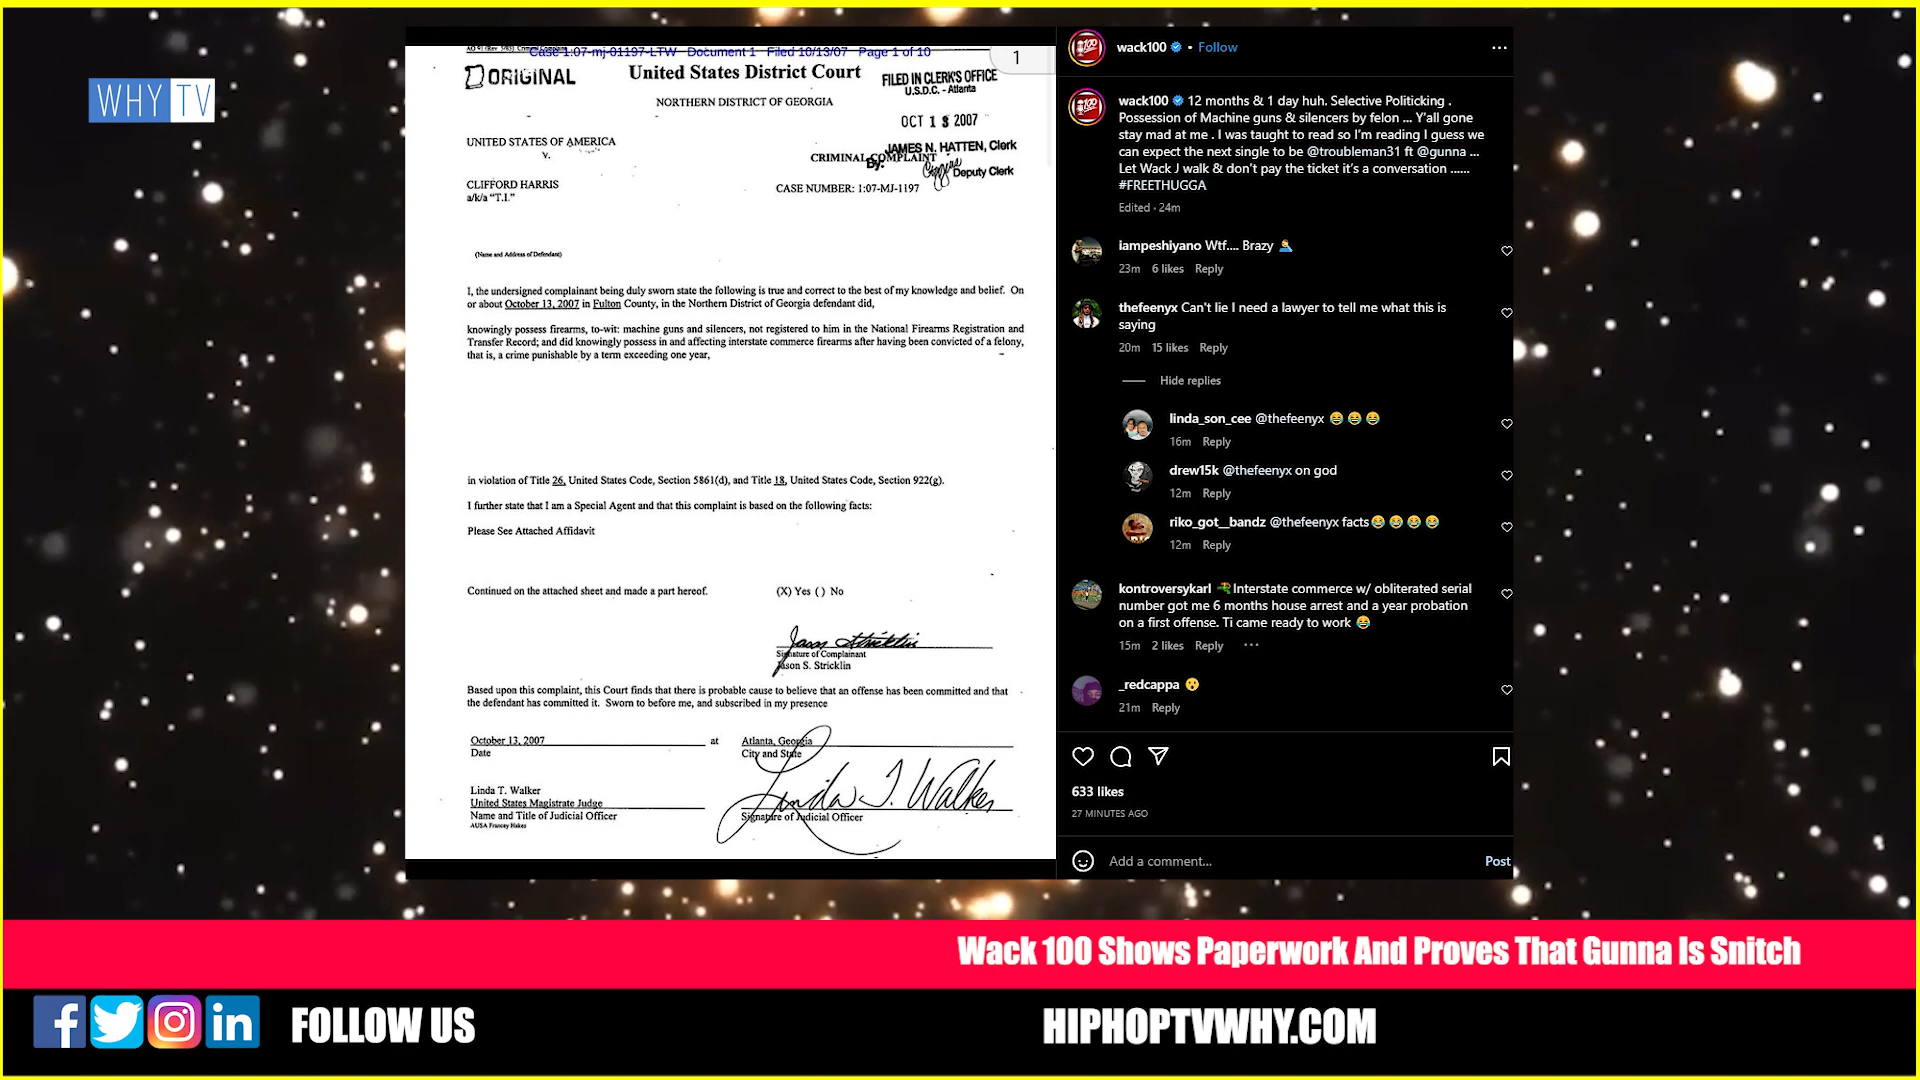 WHY TV
AO 91 (Rev. 5/85) Criminal Complaint
Case 1:07-mj-01197-LTW Document 1 Filed 10/13/07 Page 1 of 10
1
ORIGINAL
United States District Court
FILED IN CLERK'S OFFICE
U.S.D.C. - Atlanta
NORTHERN DISTRICT OF GEORGIA
OCT 13 2007
UNITED STATES OF AMERICA
JAMES N. HATTEN, Clerk
v.
CRIMINAL COMPLAINT
By:
Deputy Clerk
CLIFFORD HARRIS
CASE NUMBER: 1:07-MJ-1197
a/k/a "T.I."
(Name and Address of Defendant)
I, the undersigned complainant being duly sworn state the following is true and correct to the best of my knowledge and belief. On
or about October 13, 2007 in Fulton County, in the Northern District of Georgia defendant did,
knowingly possess firearms, to-wit: machine guns and silencers, not registered to him in the National Firearms Registration and
Transfer Record; and did knowingly possess in and affecting interstate commerce firearms after having been convicted of a felony,
that is, a crime punishable by a term exceeding one year,
in violation of Title 26, United States Code, Section 5861(d), and Title 18, United States Code, Section 922(g).
I further state that I am a Special Agent and that this complaint is based on the following facts:
Please See Attached Affidavit
Continued on the attached sheet and made a part hereof. (X) Yes ( ) No
Jason Stricklin
Signature of Complainant
Jason S. Stricklin
Based upon this complaint, this Court finds that there is probable cause to believe that an offense has been committed and that
the defendant has committed it. Sworn to before me, and subscribed in my presence
October 13, 2007 at Atlanta, Georgia
Date City and State
Linda T. Walker
Linda T. Walker
United States Magistrate Judge
Name and Title of Judicial Officer Signature of Judicial Officer
AUSA Francey Hakes
wack100 • Follow
wack100 12 months & 1 day huh. Selective Politicking .
Possession of Machine guns & silencers by felon ... Y'all gone
stay mad at me . I was taught to read so I'm reading I guess we
can expect the next single to be @troubleman31 ft @gunna ...
Let Wack J walk & don't pay the ticket it's a conversation ......
#FREETHUGGA
Edited · 24m
iampeshiyano Wtf.... Brazy 🤦‍♂️
23m 6 likes Reply
thefeenyx Can't lie I need a lawyer to tell me what this is
saying
20m 15 likes Reply
Hide replies
linda_son_cee @thefeenyx 😂😂😂
16m Reply
drew15k @thefeenyx on god
12m Reply
riko_got__bandz @thefeenyx facts😂😂😂😂
12m Reply
kontroversykarl Interstate commerce w/ obliterated serial
number got me 6 months house arrest and a year probation
on a first offense. Ti came ready to work 😂
15m 2 likes Reply
_redcappa 😮
21m Reply
633 likes
27 MINUTES AGO
Add a comment... Post
Wack 100 Shows Paperwork And Proves That Gunna Is Snitch
FOLLOW US
HIPHOPTVWHY.COM